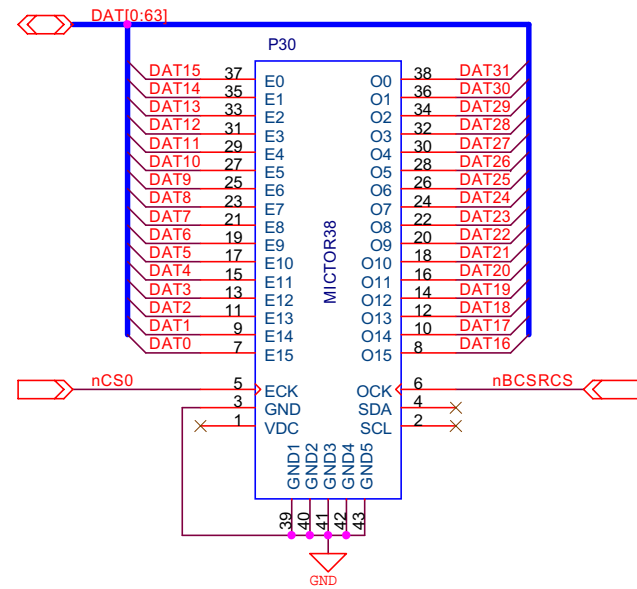 DAT[0:63]
P30
DAT15 37 E0 O0 38 DAT31
DAT14 35 E1 O1 36 DAT30
DAT13 33 E2 O2 34 DAT29
DAT12 31 E3 O3 32 DAT28
DAT11 29 E4 O4 30 DAT27
DAT10 27 E5 O5 28 DAT26
DAT9 25 E6 O6 26 DAT25
DAT8 23 E7 O7 24 DAT24
DAT7 21 E8 O8 22 DAT23
DAT6 19 E9 O9 20 DAT22
DAT5 17 E10 O10 18 DAT21
DAT4 15 E11 O11 16 DAT20
DAT3 13 E12 O12 14 DAT19
DAT2 11 E13 O13 12 DAT18
DAT1 9 E14 O14 10 DAT17
DAT0 7 E15 O15 8 DAT16
MICTOR38
nCS0 5 ECK OCK 6 nBCSRCS
3 GND SDA 4
1 VDC SCL 2
GND1 GND2 GND3 GND4 GND5
39 40 41 42 43
GND